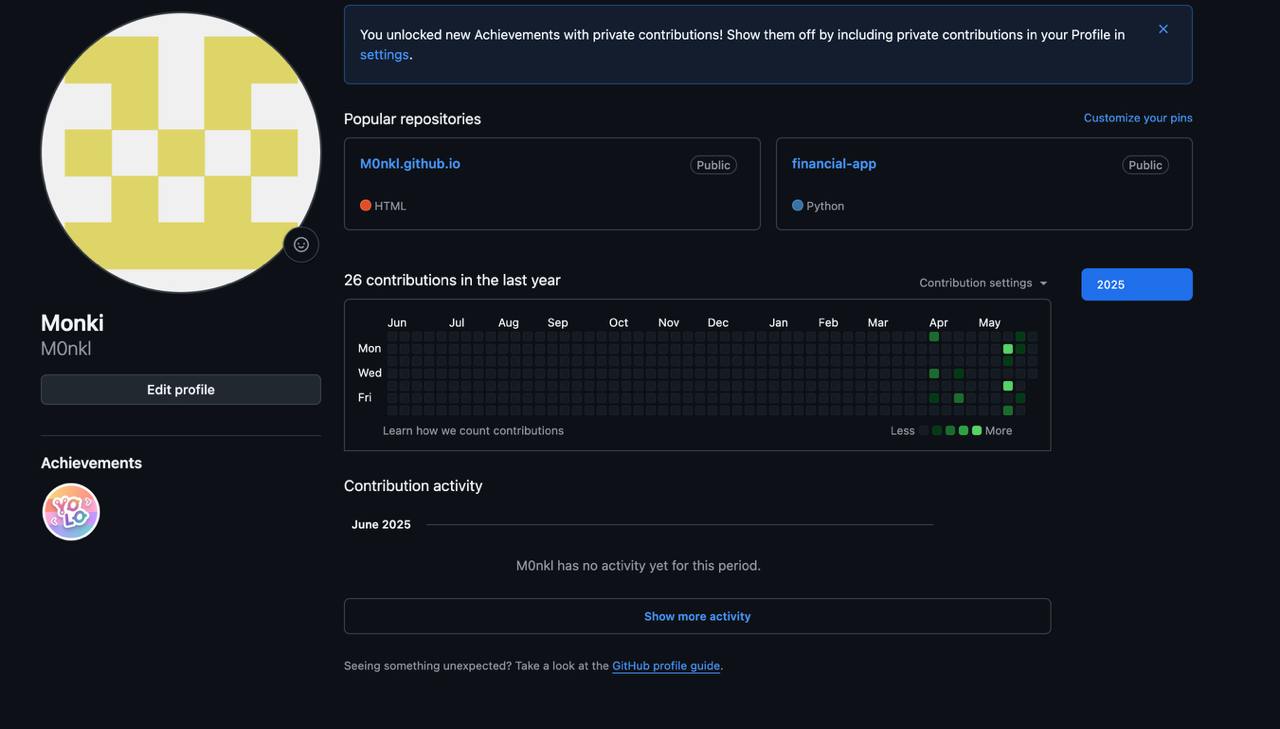 You unlocked new Achievements with private contributions! Show them off by including private contributions in your Profile in
settings.
Popular repositories
Customize your pins
M0nkl.github.io
Public
HTML
financial-app
Public
Python
Monki
M0nkl
Edit profile
Achievements
YO
LO
26 contributions in the last year
Contribution settings
2025
Jun Jul Aug Sep Oct Nov Dec Jan Feb Mar Apr May
Mon
Wed
Fri
Learn how we count contributions
Less
More
Contribution activity
June 2025
M0nkl has no activity yet for this period.
Show more activity
Seeing something unexpected? Take a look at the GitHub profile guide.